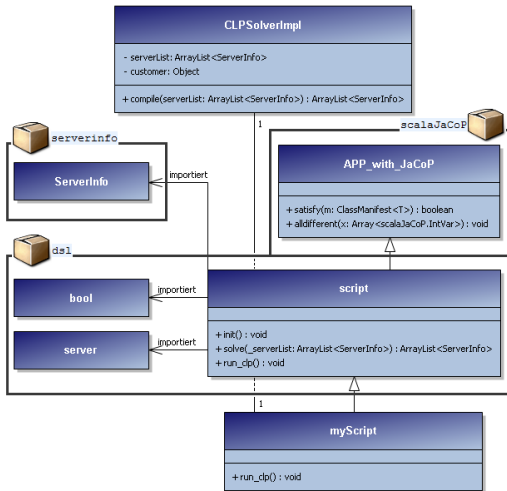 CLPSolverImpl
- serverList: ArrayList<ServerInfo>
- customer: Object
+ compile(serverList: ArrayList<ServerInfo>) : ArrayList<ServerInfo>
1
scalaJaCoP
serverinfo
ServerInfo
importiert
APP_with_JaCoP
+ satisfy(m: ClassManifest<T>) : boolean
+ alldifferent(x: Array<scalaJaCoP.IntVar>) : void
dsl
bool
importiert
script
server
importiert
+ init() : void
+ solve(_serverList: ArrayList<ServerInfo>) : ArrayList<ServerInfo>
+ run_clp() : void
1
myScript
+ run_clp() : void